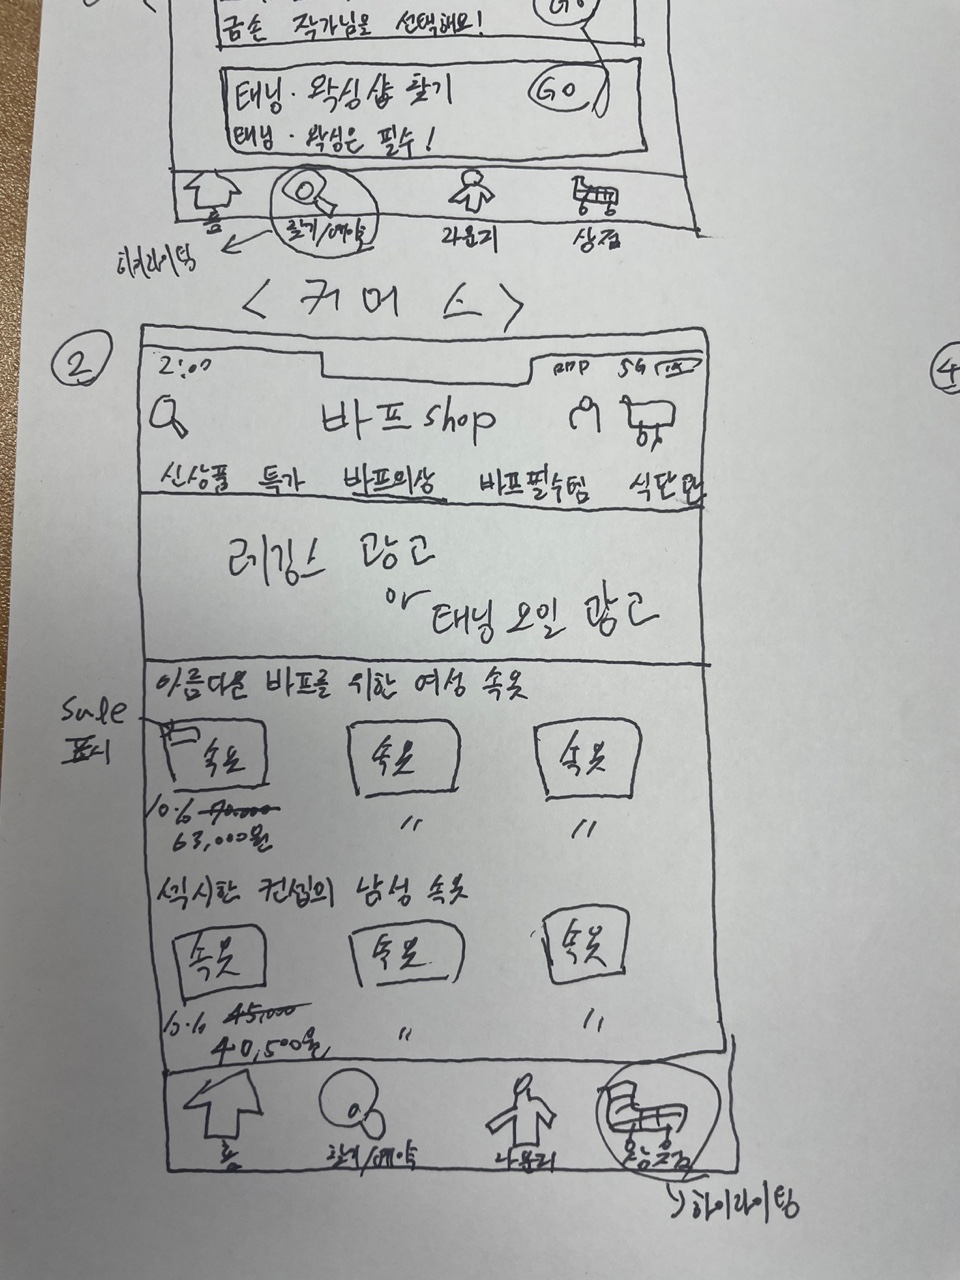 금손 작가님을 선택해요!
GO
태닝·왁싱샵 찾기
GO
태닝·왁싱은 필수!
홈 찾기/예약 라운지 상점
하이라이팅
<커머스>
2
4
2:00 5G
바프 shop
신상품 특가 바프의상 바프필수템 식단
레깅스 광고
or
태닝오일 광고
아름다운 바프를 위한 여성 속옷
Sale
표시
속옷 속옷 속옷
10% 70,000 〃 〃
63,000원
섹시한 컨셉의 남성 속옷
속옷 속옷 속옷
10% 45,000 〃 〃
40,500원
홈 찾기/예약 라운지
하이라이팅